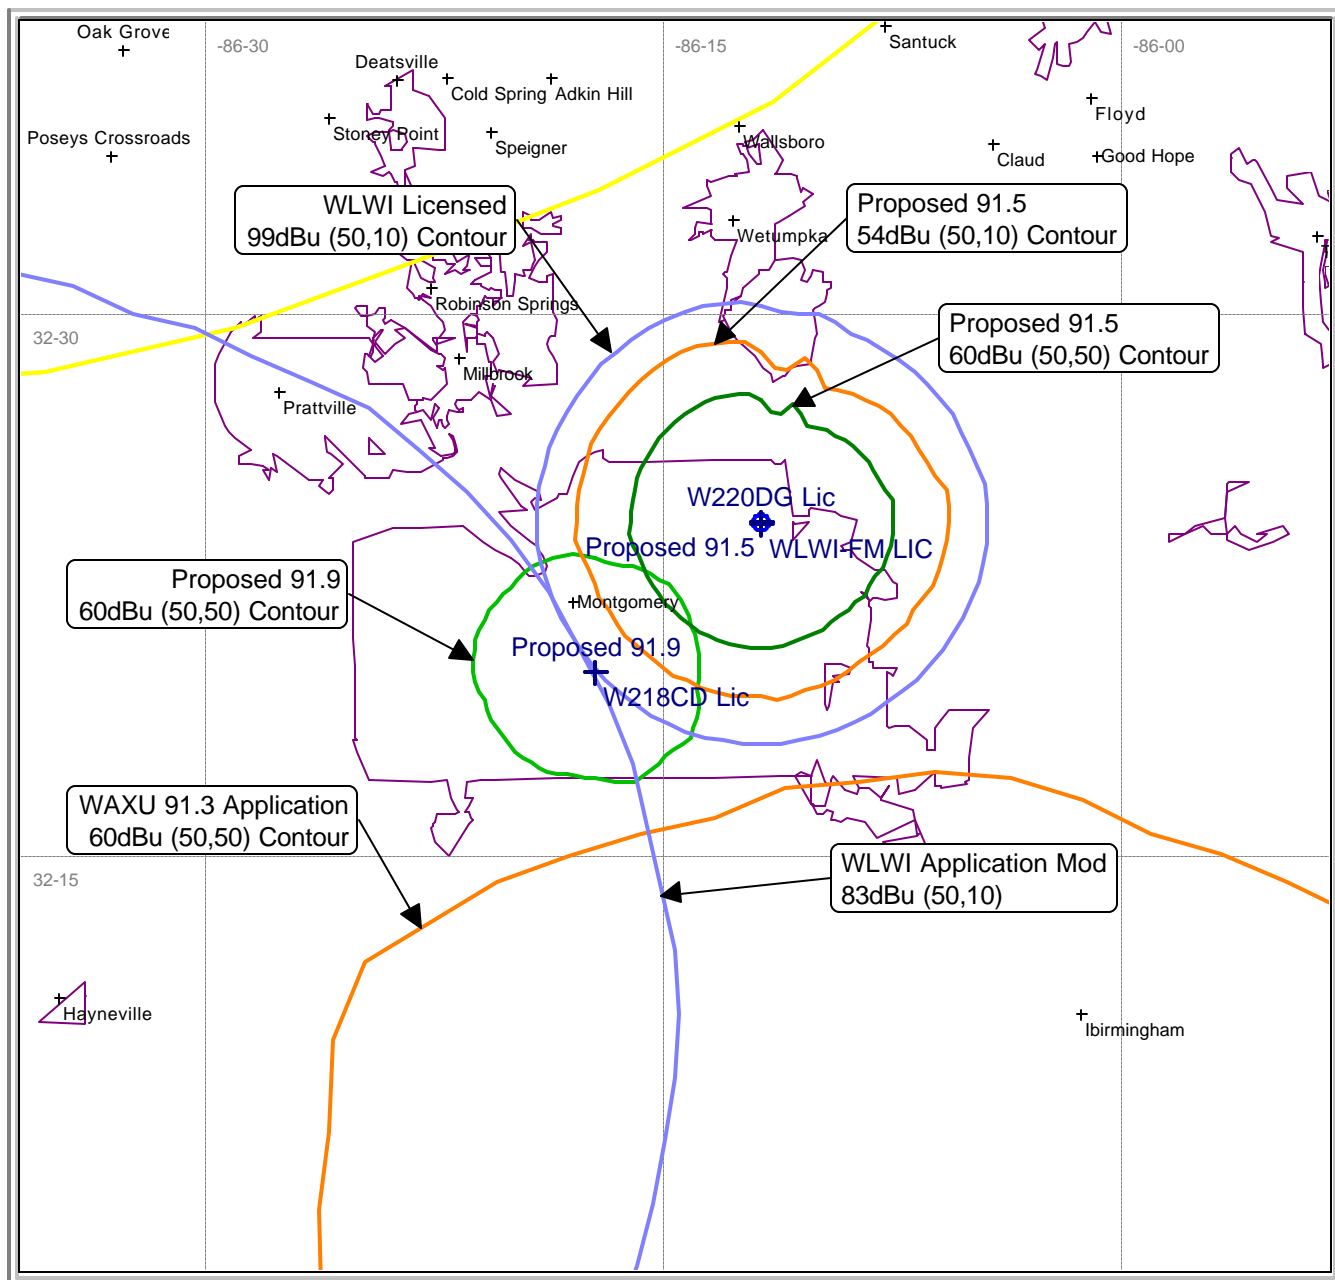 Oak Grove
-86-30
-86-15
Santuck
-86-00
Deatsville
Cold Spring
Adkin Hill
Floyd
Poseys Crossroads
Stoney Point
Speigner
Wallsboro
Claud
Good Hope
WLWI Licensed
99dBu (50,10) Contour
Proposed 91.5
54dBu (50,10) Contour
Wetumpka
Robinson Springs
32-30
Proposed 91.5
60dBu (50,50) Contour
Millbrook
Prattville
W220DG Lic
Proposed 91.5
WLWI-FM LIC
Proposed 91.9
60dBu (50,50) Contour
Montgomery
Proposed 91.9
W218CD Lic
WAXU 91.3 Application
60dBu (50,50) Contour
32-15
WLWI Application Mod
83dBu (50,10)
Hayneville
Ibirmingham